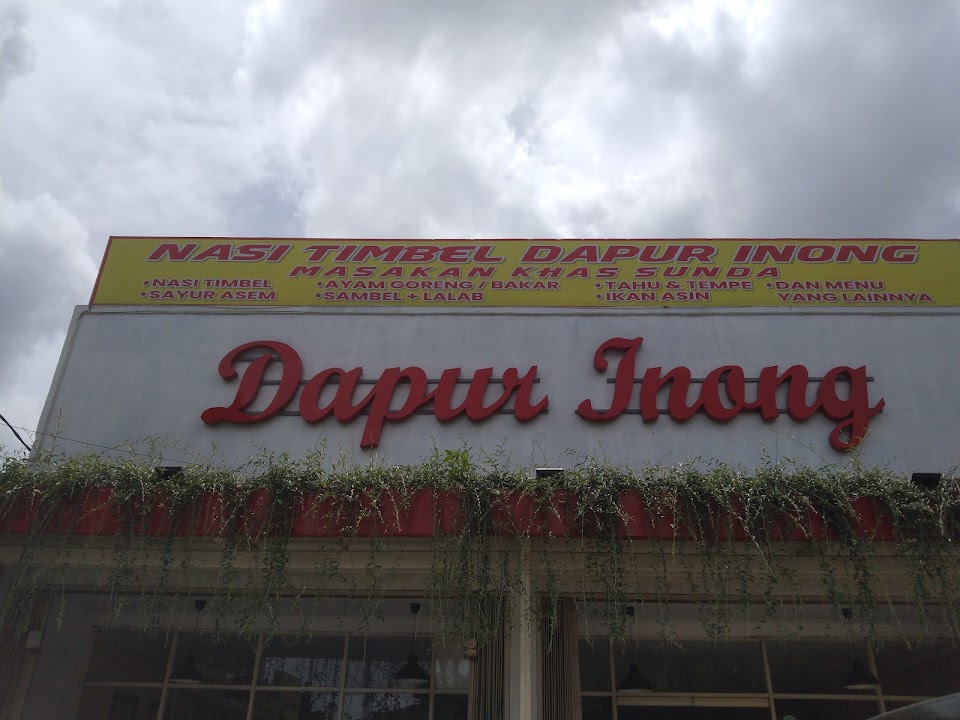 NASI TIMBEL DAPUR INONG
MASAKAN KHAS SUNDA
•NASI TIMBEL •AYAM GORENG / BAKAR •TAHU & TEMPE •DAN MENU
•SAYUR ASEM •SAMBEL + LALAB •IKAN ASIN YANG LAINNYA
Dapur Inong